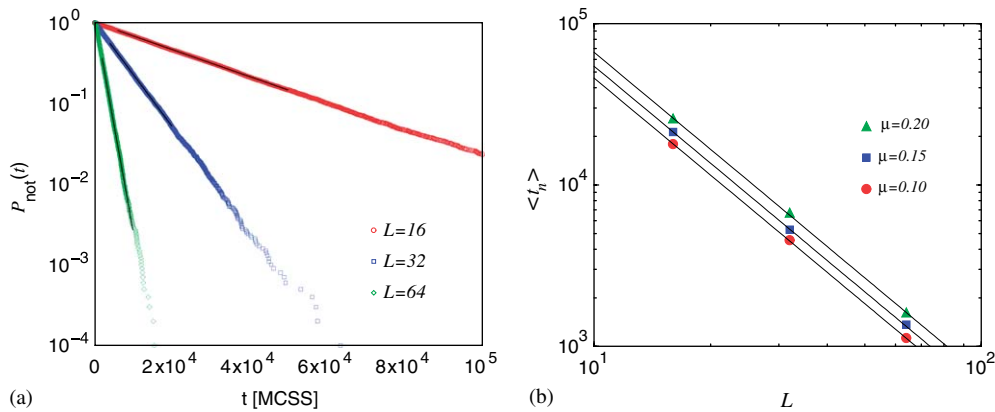 10^0
10^-1
10^-2
10^-3
10^-4
P_not(t)
L=16
L=32
L=64
0
2x10^4
4x10^4
6x10^4
8x10^4
10^5
t [MCSS]
(a)
10^5
10^4
10^3
<t_n>
μ=0.20
μ=0.15
μ=0.10
10^1
10^2
L
(b)